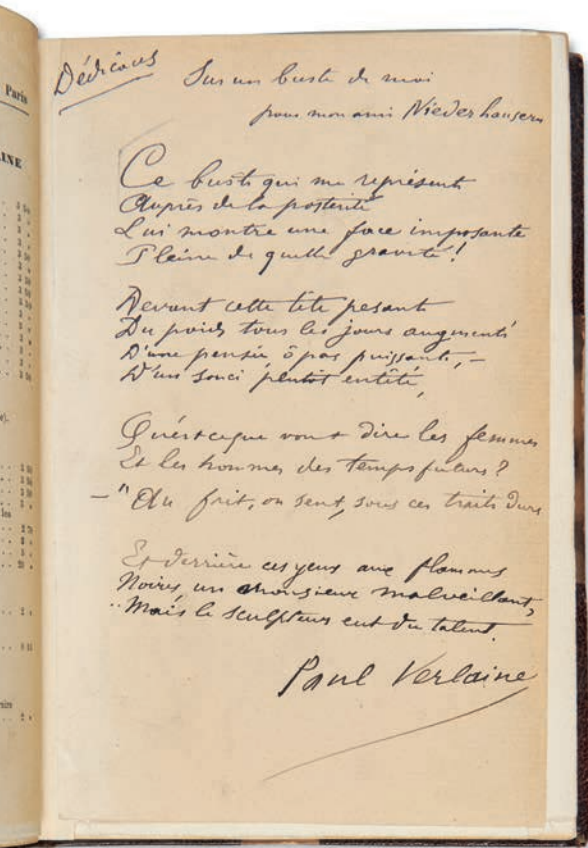 Paris
Dédicaces
Sur un buste de moi
pour mon ami Niederhausern
Ce buste qui me représente
Auprès de la postérité
Lui montre une face imposante
Pleine de quelle gravité!
Devant cette tête pesant
Du poids tous les jours augmenté
D'une pensée, ô pas puissante, –
D'un souci plutôt entêté,
Qu'est ce que vont dire les femmes
Et les hommes des temps futurs?
– "Au on sent, sous ces traits durs
Et derrière ces yeux aux flammes
Noires, un monsieur malveillant,
..Mais le sculpteur eut du talent.
Paul Verlaine